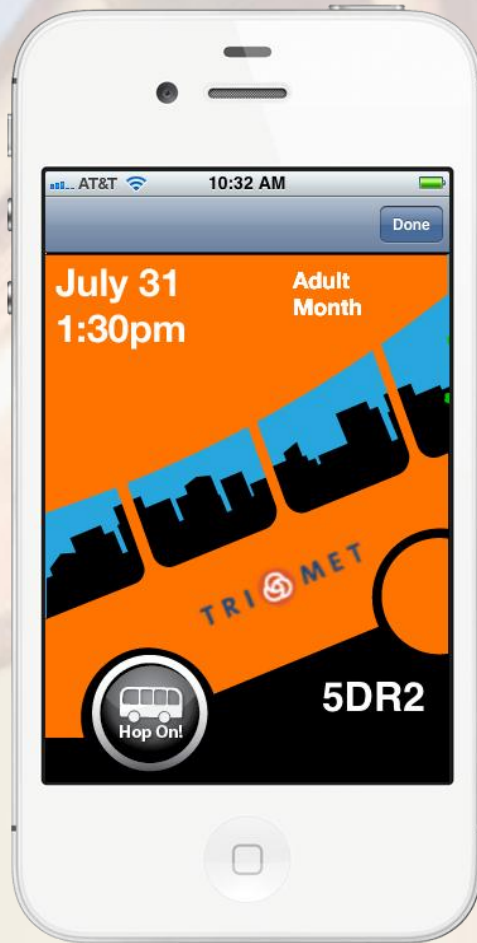 AT&T 10:32 AM
Done
July 31
1:30pm
Adult
Month
TRI MET
5DR2
Hop On!